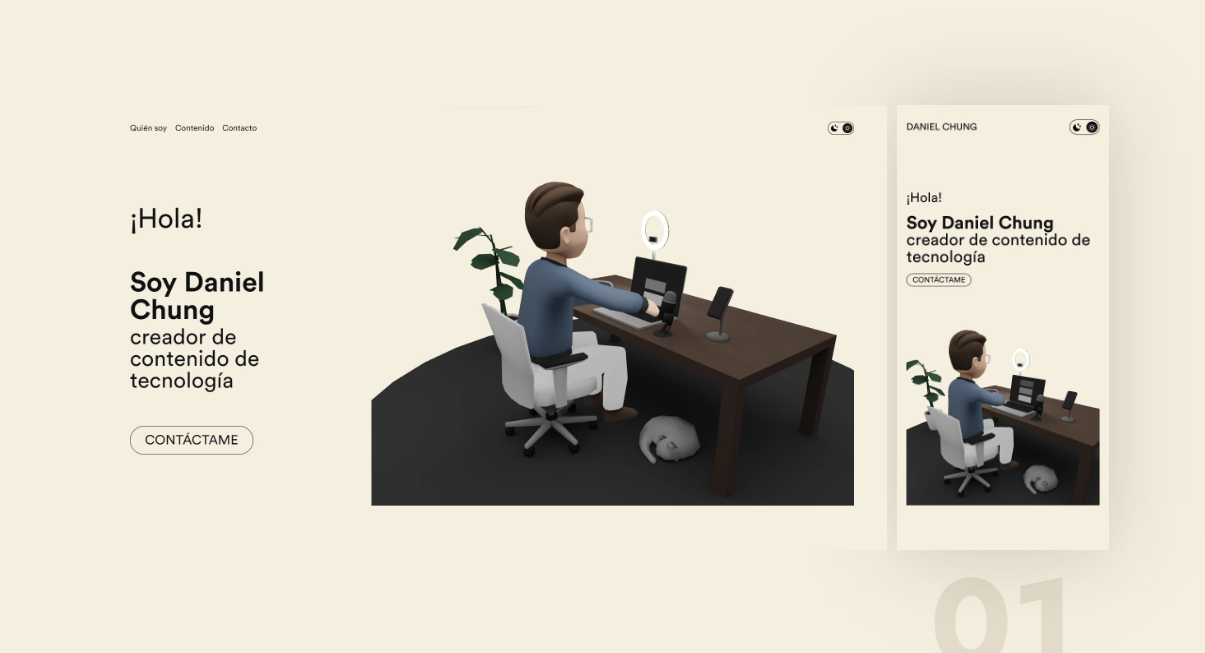 Quién soy Contenido Contacto
¡Hola!
Soy Daniel
Chung
creador de
contenido de
tecnología
CONTÁCTAME
DANIEL CHUNG
¡Hola!
Soy Daniel Chung
creador de contenido de
tecnología
CONTÁCTAME
01